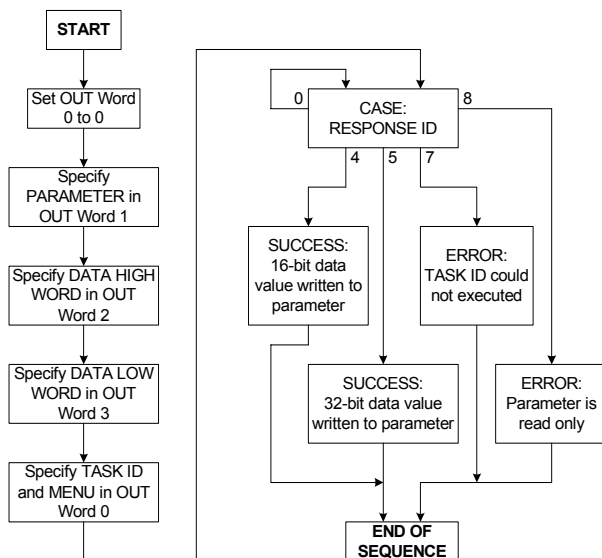 START
Set OUT Word
0 to 0
Specify
PARAMETER in
OUT Word 1
Specify DATA HIGH
WORD in OUT
Word 2
Specify DATA LOW
WORD in OUT
Word 3
Specify TASK ID
and MENU in OUT
Word 0
CASE:
RESPONSE ID
0
8
4
5
7
SUCCESS:
16-bit data
value written to
parameter
ERROR:
TASK ID could
not executed
SUCCESS:
32-bit data value
written to parameter
ERROR:
Parameter is
read only
END OF
SEQUENCE